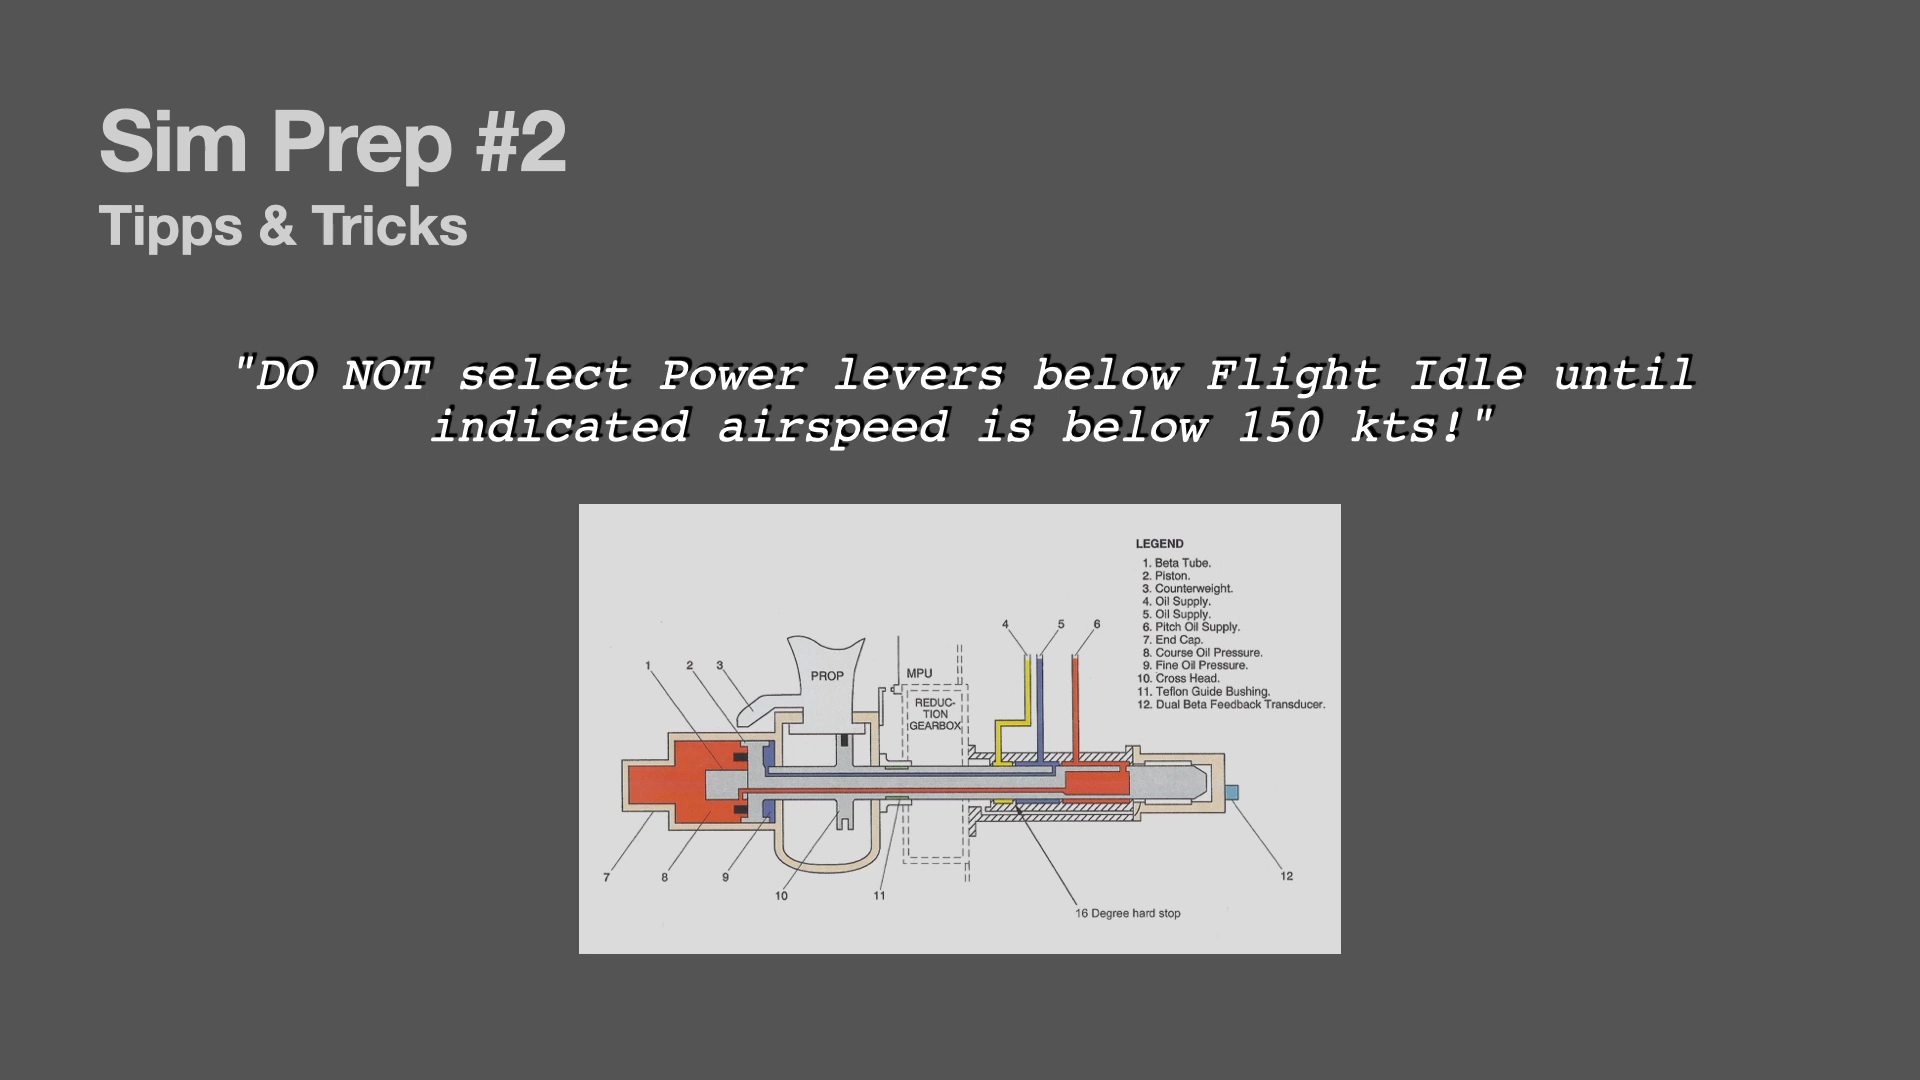 Sim Prep #2
Tipps & Tricks
"DO NOT select Power levers below Flight Idle until
indicated airspeed is below 150 kts!"
LEGEND
1. Beta Tube.
2. Piston.
3. Counterweight.
4. Oil Supply.
5. Oil Supply.
6. Pitch Oil Supply.
7. End Cap.
8. Course Oil Pressure.
9. Fine Oil Pressure.
10. Cross Head.
11. Teflon Guide Bushing.
12. Dual Beta Feedback Transducer.
4 5 6
1 2 3
PROP
MPU
REDUC-
TION
GEARBOX
7 8 9 10 11 12
16 Degree hard stop